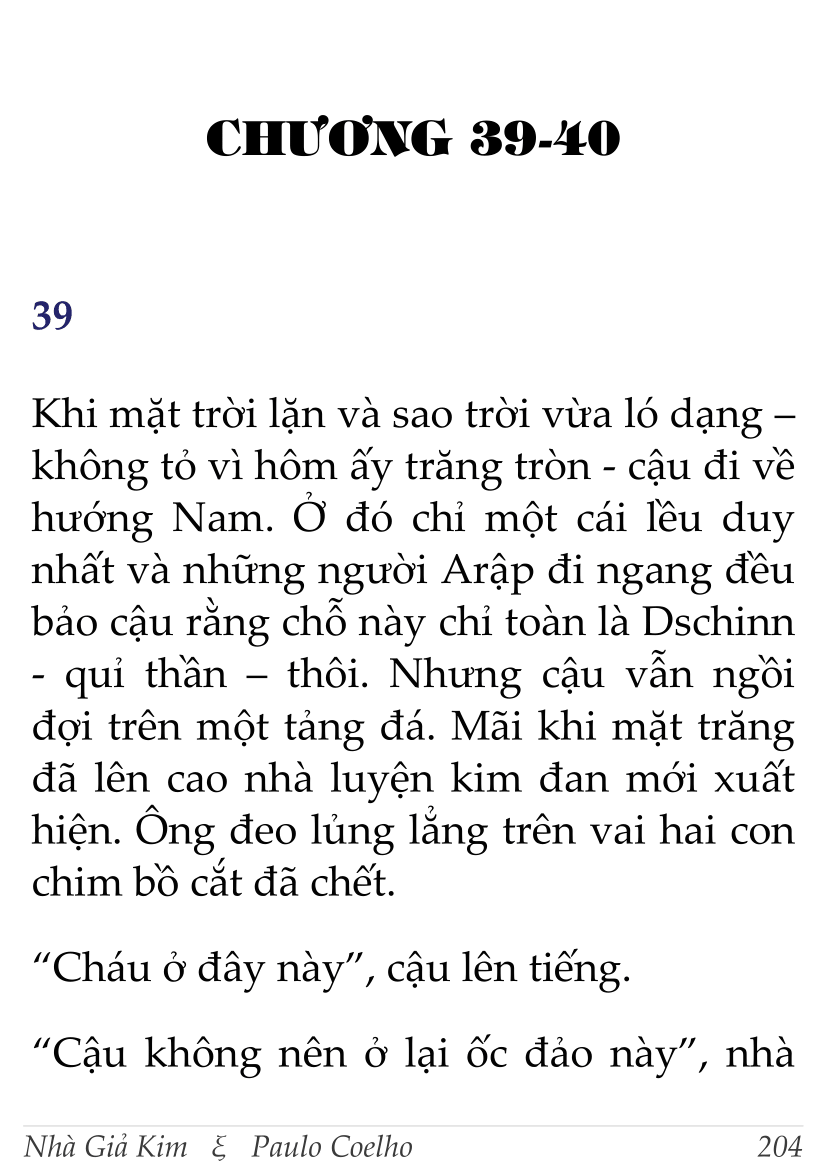 CHƯƠNG 39-40
39
Khi mặt trời lặn và sao trời vừa ló dạng –
không tỏ vì hôm ấy trăng tròn - cậu đi về
hướng Nam. Ở đó chỉ một cái lều duy
nhất và những người Arập đi ngang đều
bảo cậu rằng chỗ này chỉ toàn là Dschinn
- quỉ thần – thôi. Nhưng cậu vẫn ngồi
đợi trên một tảng đá. Mãi khi mặt trăng
đã lên cao nhà luyện kim đan mới xuất
hiện. Ông đeo lủng lẳng trên vai hai con
chim bồ cắt đã chết.
“Cháu ở đây này”, cậu lên tiếng.
“Cậu không nên ở lại ốc đảo này”, nhà
Nhà Giả Kim ξ Paulo Coelho 204